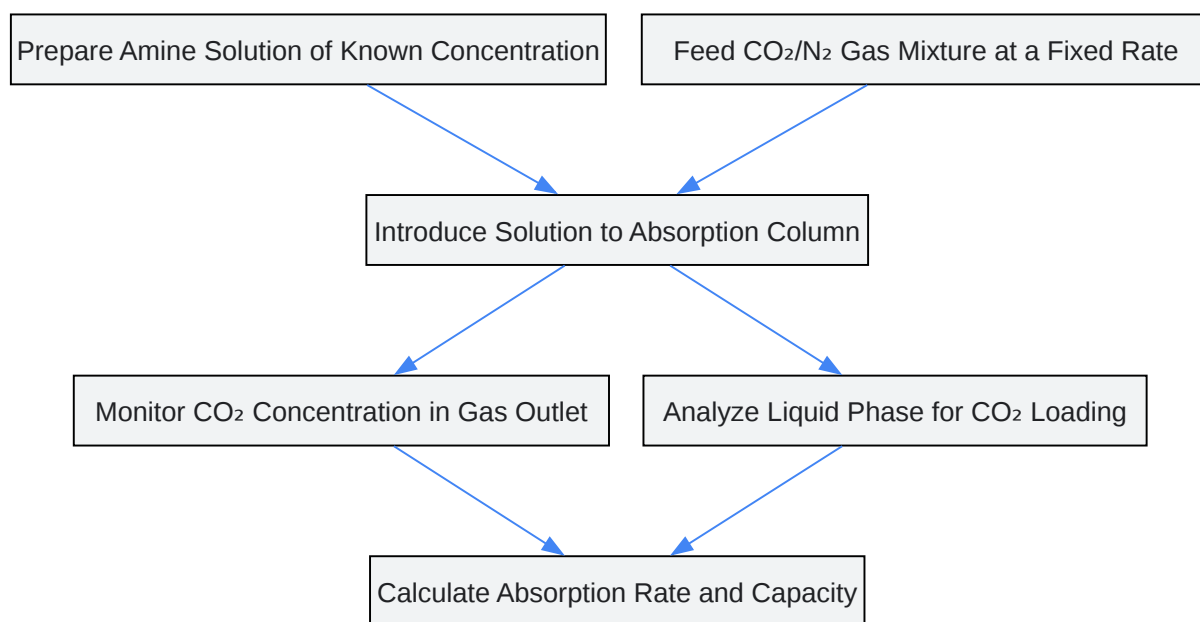 Prepare Amine Solution of Known Concentration
Feed CO₂/N₂ Gas Mixture at a Fixed Rate
Introduce Solution to Absorption Column
Monitor CO₂ Concentration in Gas Outlet
Analyze Liquid Phase for CO₂ Loading
Calculate Absorption Rate and Capacity